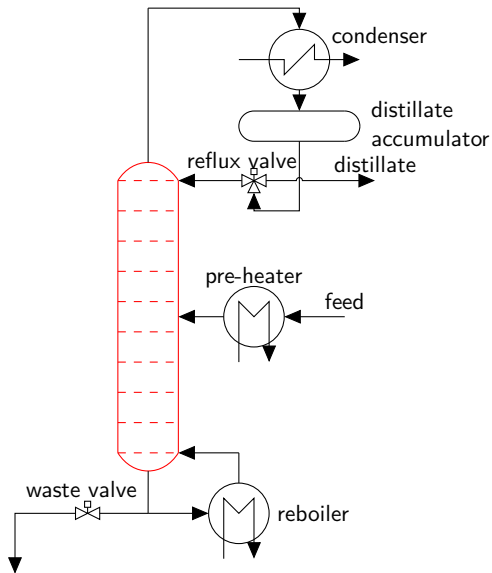 condenser
distillate
accumulator
reflux valve
distillate
pre-heater
feed
waste valve
reboiler